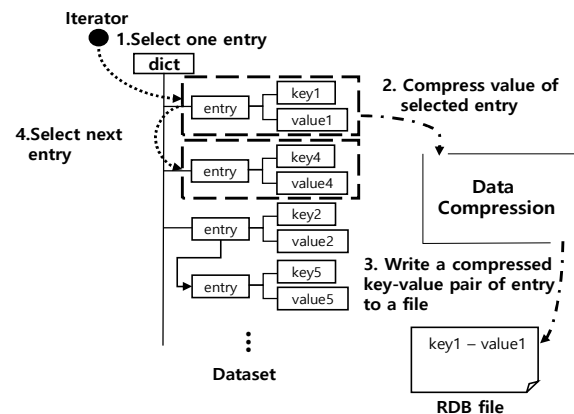 Iterator
1.Select one entry
dict
entry
key1
value1
2. Compress value of
selected entry
4.Select next
entry
entry
key4
value4
Data
Compression
entry
key2
value2
entry
key5
value5
3. Write a compressed
key-value pair of entry
to a file
key1 – value1
Dataset
RDB file